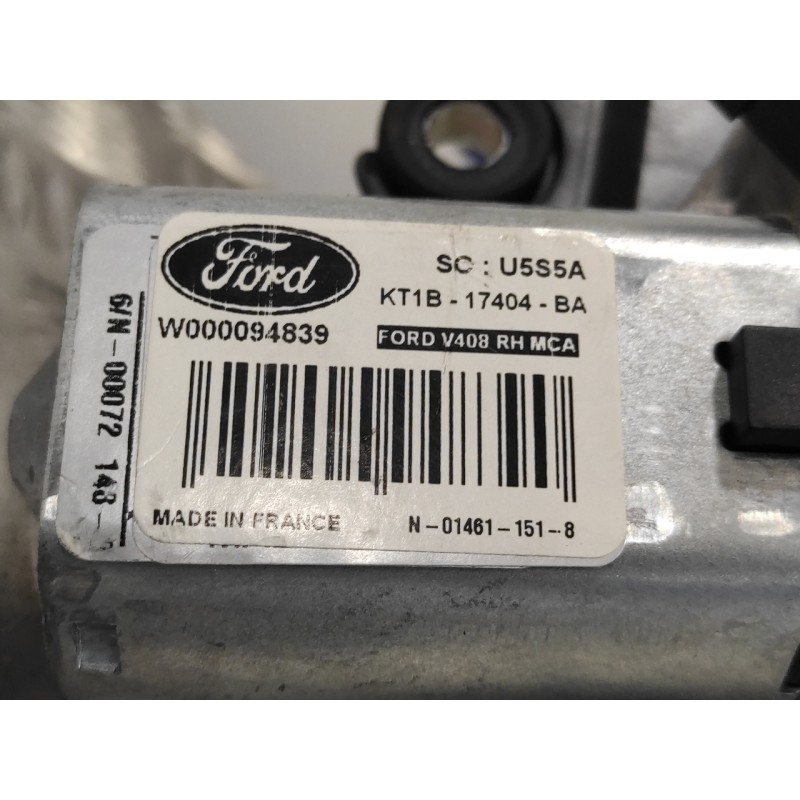 Ford
SC : U5S5A
KT1B - 17404 - BA
W000094839
FORD V408 RH MCA
MADE IN FRANCE
N-01461-151-8
6/N-00072 148-